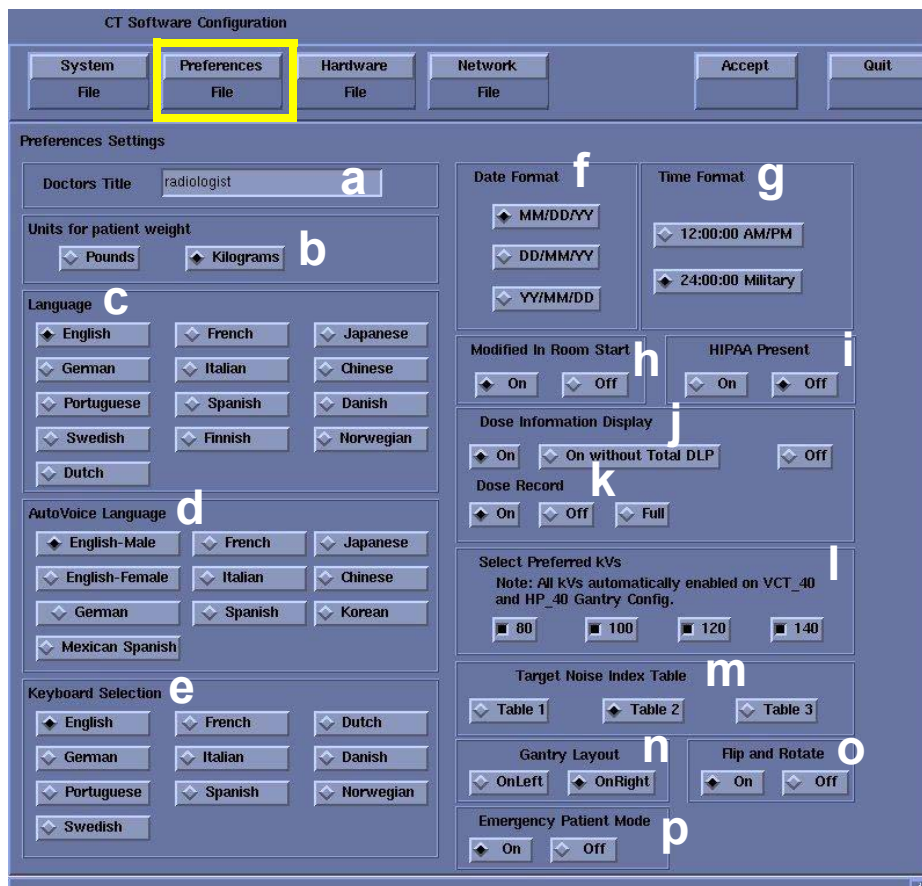 CT Software Configuration
System Preferences Hardware Network Accept Quit
File File File File
Preferences Settings
Doctors Title radiologist a
Units for patient weight
Pounds Kilograms b
Language c
English French Japanese
German Italian Chinese
Portuguese Spanish Danish
Swedish Finnish Norwegian
Dutch
AutoVoice Language d
English-Male French Japanese
English-Female Italian Chinese
German Spanish Korean
Mexican Spanish
Keyboard Selection e
English French Dutch
German Italian Danish
Portuguese Spanish Norwegian
Swedish
Date Format f
MM/DD/YY
DD/MM/YY
YY/MM/DD
Time Format g
12:00:00 AM/PM
24:00:00 Military
Modified In Room Start h
On Off
HIPAA Present i
On Off
Dose Information Display j
On On without Total DLP Off
Dose Record k
On Off Full
Select Preferred kVs l
Note: All kVs automatically enabled on VCT_40
and HP_40 Gantry Config.
80 100 120 140
Target Noise Index Table m
Table 1 Table 2 Table 3
Gantry Layout n
OnLeft OnRight
Flip and Rotate o
On Off
Emergency Patient Mode p
On Off